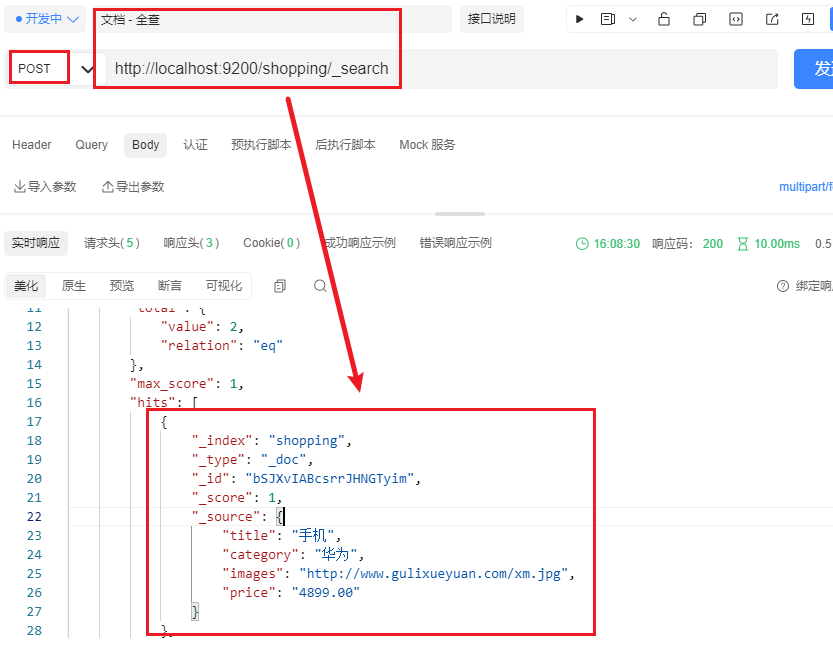 开发中 文档 - 全查 接口说明
POST http://localhost:9200/shopping/_search
Header Query Body 认证 预执行脚本 后执行脚本 Mock 服务
导入参数 导出参数 multipart/f
实时响应 请求头( 5 ) 响应头( 3 ) Cookie( 0 ) 成功响应示例 错误响应示例 16:08:30 响应码: 200 10.00ms 0.5
美化 原生 预览 断言 可视化 绑定响
11 "total": {
12 "value": 2,
13 "relation": "eq"
14 },
15 "max_score": 1,
16 "hits": [
17 {
18 "_index": "shopping",
19 "_type": "_doc",
20 "_id": "bSJXvIABcsrrJHNGTyim",
21 "_score": 1,
22 "_source": {
23 "title": "手机",
24 "category": "华为",
25 "images": "http://www.gulixueyuan.com/xm.jpg",
26 "price": "4899.00"
27 }
28 },